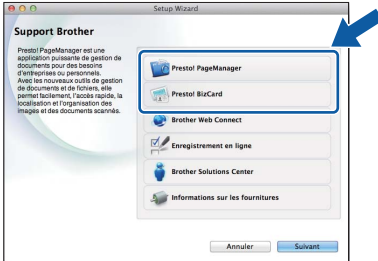 Setup Wizard
Support Brother
Presto! PageManager est une
application puissante de gestion de
documents pour des besoins
d'entreprises ou personnels.
Avec les nouveaux outils de gestion
de documents et de fichiers, elle
permet facilement, l'accès rapide, la
localisation et l'organisation des
images et des documents scannés.
Presto! PageManager
Presto! BizCard
Brother Web Connect
Enregistrement en ligne
Brother Solutions Center
Informations sur les fournitures
Annuler
Suivant